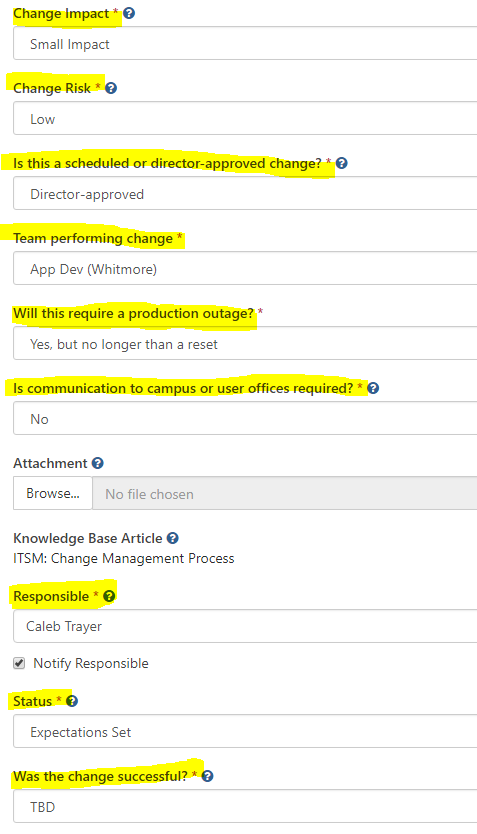 Change Impact *
Small Impact
Change Risk *
Low
Is this a scheduled or director-approved change? *
Director-approved
Team performing change *
App Dev (Whitmore)
Will this require a production outage? *
Yes, but no longer than a reset
Is communication to campus or user offices required? *
No
Attachment
Browse... No file chosen
Knowledge Base Article
ITSM: Change Management Process
Responsible *
Caleb Trayer
Notify Responsible
Status *
Expectations Set
Was the change successful? *
TBD